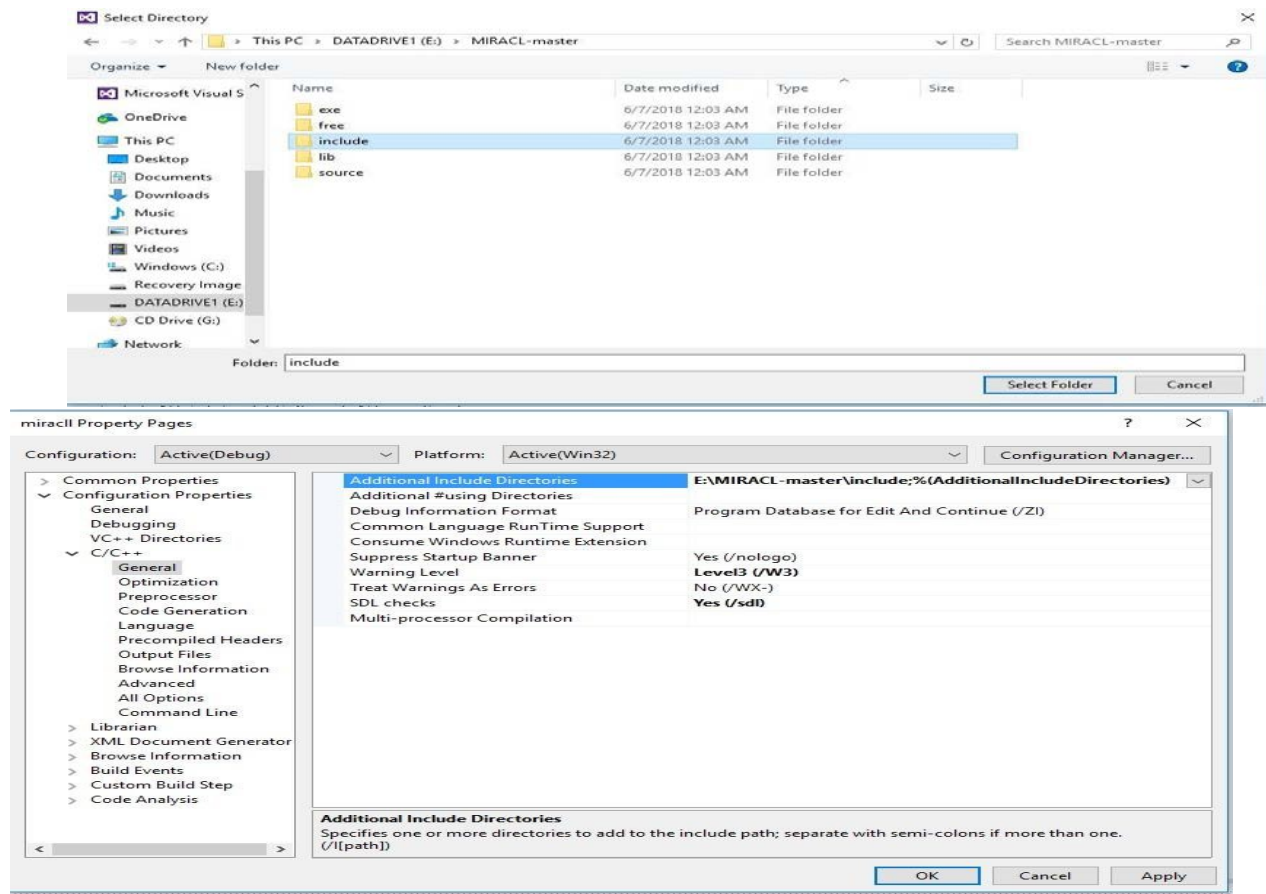 Select Directory
This PC > DATADRIVE1 (E:) > MIRACL-master
Search MIRACL-master
Organize
New folder
Microsoft Visual S
OneDrive
This PC
Desktop
Documents
Downloads
Music
Pictures
Videos
Windows (C:)
Recovery Image
DATADRIVE1 (E:)
CD Drive (G:)
Network
Name Date modified Type Size
exe 6/7/2018 12:03 AM File folder
free 6/7/2018 12:03 AM File folder
include 6/7/2018 12:03 AM File folder
lib 6/7/2018 12:03 AM File folder
source 6/7/2018 12:03 AM File folder
Folder: include
Select Folder Cancel
miracll Property Pages
Configuration: Active(Debug) Platform: Active(Win32) Configuration Manager...
Common Properties
Configuration Properties
General
Debugging
VC++ Directories
C/C++
General
Optimization
Preprocessor
Code Generation
Language
Precompiled Headers
Output Files
Browse Information
Advanced
All Options
Command Line
Librarian
XML Document Generator
Browse Information
Build Events
Custom Build Step
Code Analysis
Additional Include Directories E:\MIRACL-master\include;%(AdditionalIncludeDirectories)
Additional #using Directories
Debug Information Format Program Database for Edit And Continue (/ZI)
Common Language RunTime Support
Consume Windows Runtime Extension
Suppress Startup Banner Yes (/nologo)
Warning Level Level3 (/W3)
Treat Warnings As Errors No (/WX-)
SDL checks Yes (/sdl)
Multi-processor Compilation
Additional Include Directories
Specifies one or more directories to add to the include path; separate with semi-colons if more than one.
(/I[path])
OK Cancel Apply